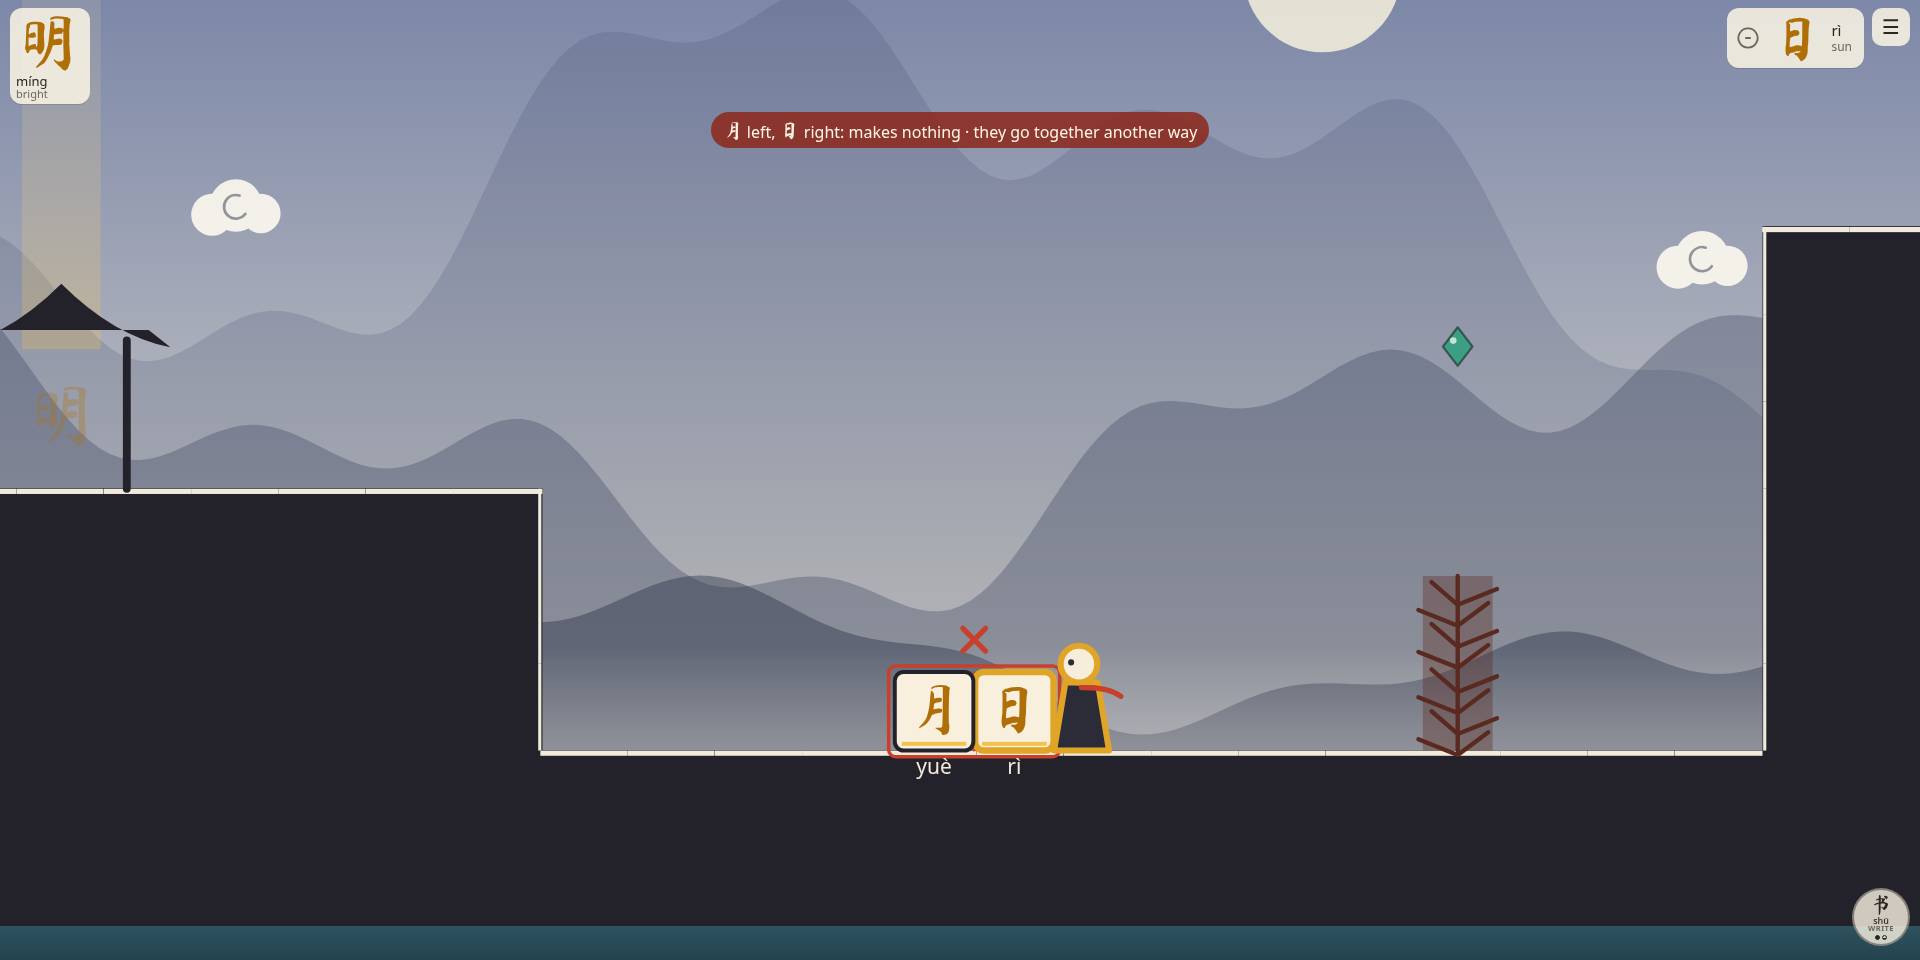 明
míng
bright
日
rì
sun
☰
月 left, 日 right: makes nothing · they go together another way
明
月 日
yuè rì
书
shū
WRITE